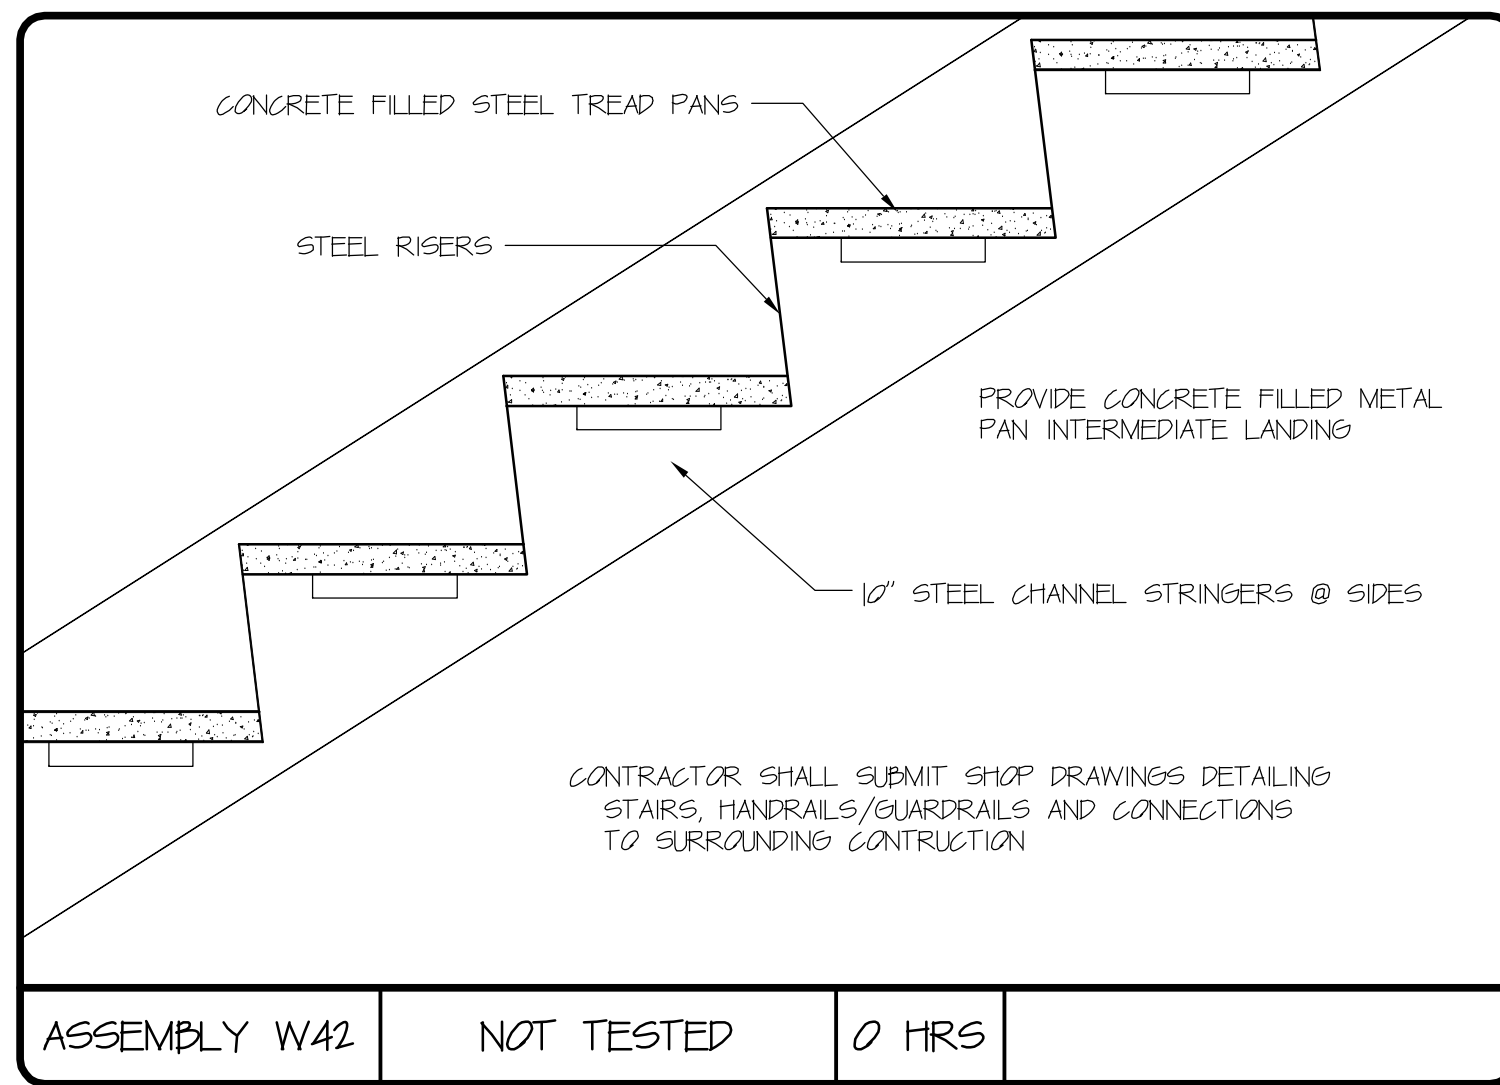 CONCRETE FILLED STEEL TREAD PANS
STEEL RISERS
PROVIDE CONCRETE FILLED METAL
PAN INTERMEDIATE LANDING
10" STEEL CHANNEL STRINGERS @ SIDES
CONTRACTOR SHALL SUBMIT SHOP DRAWINGS DETAILING
STAIRS, HANDRAILS/GUARDRAILS AND CONNECTIONS
TO SURROUNDING CONTRUCTION
ASSEMBLY W42
NOT TESTED
0 HRS